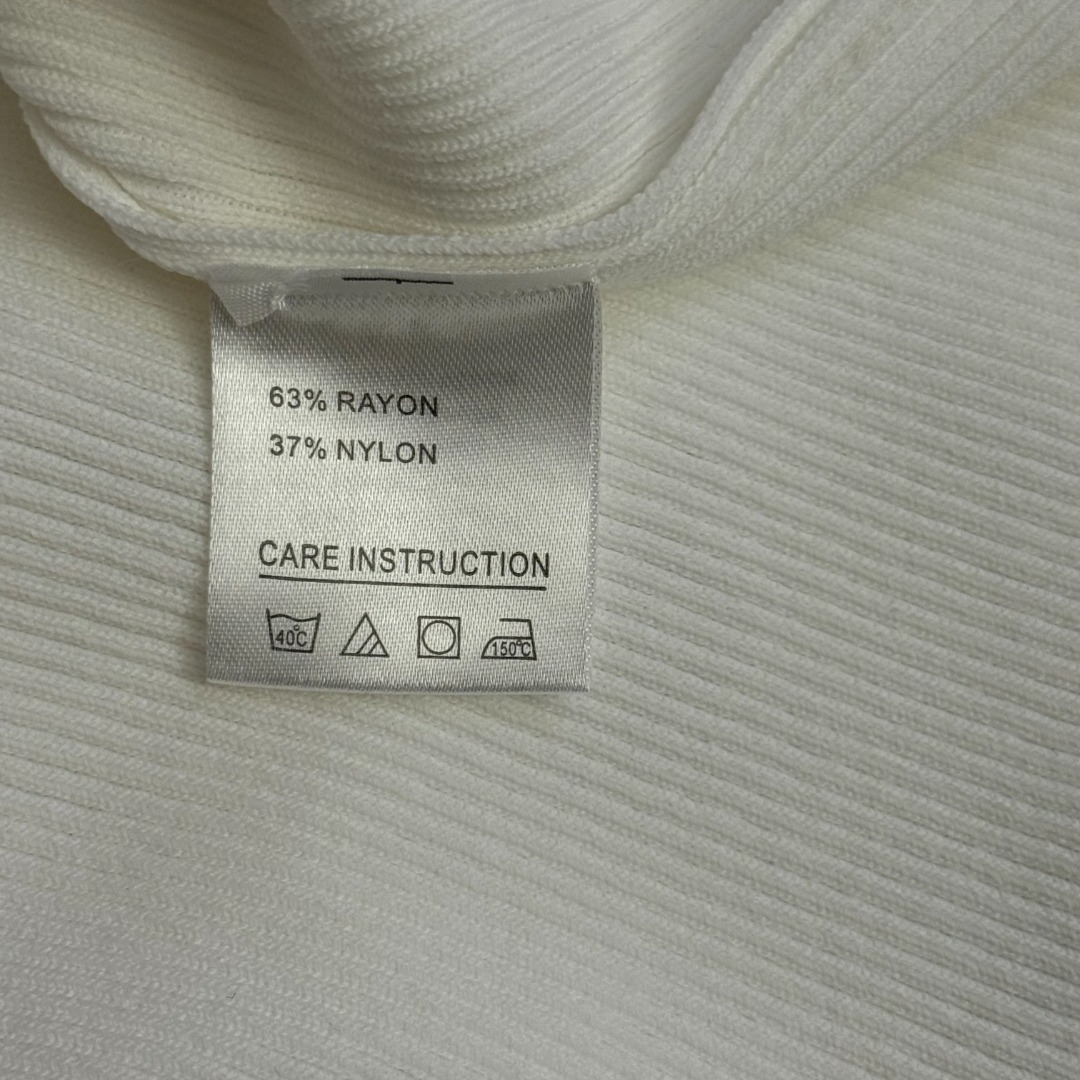 63% RAYON
37% NYLON
CARE INSTRUCTION
40°C 150°C